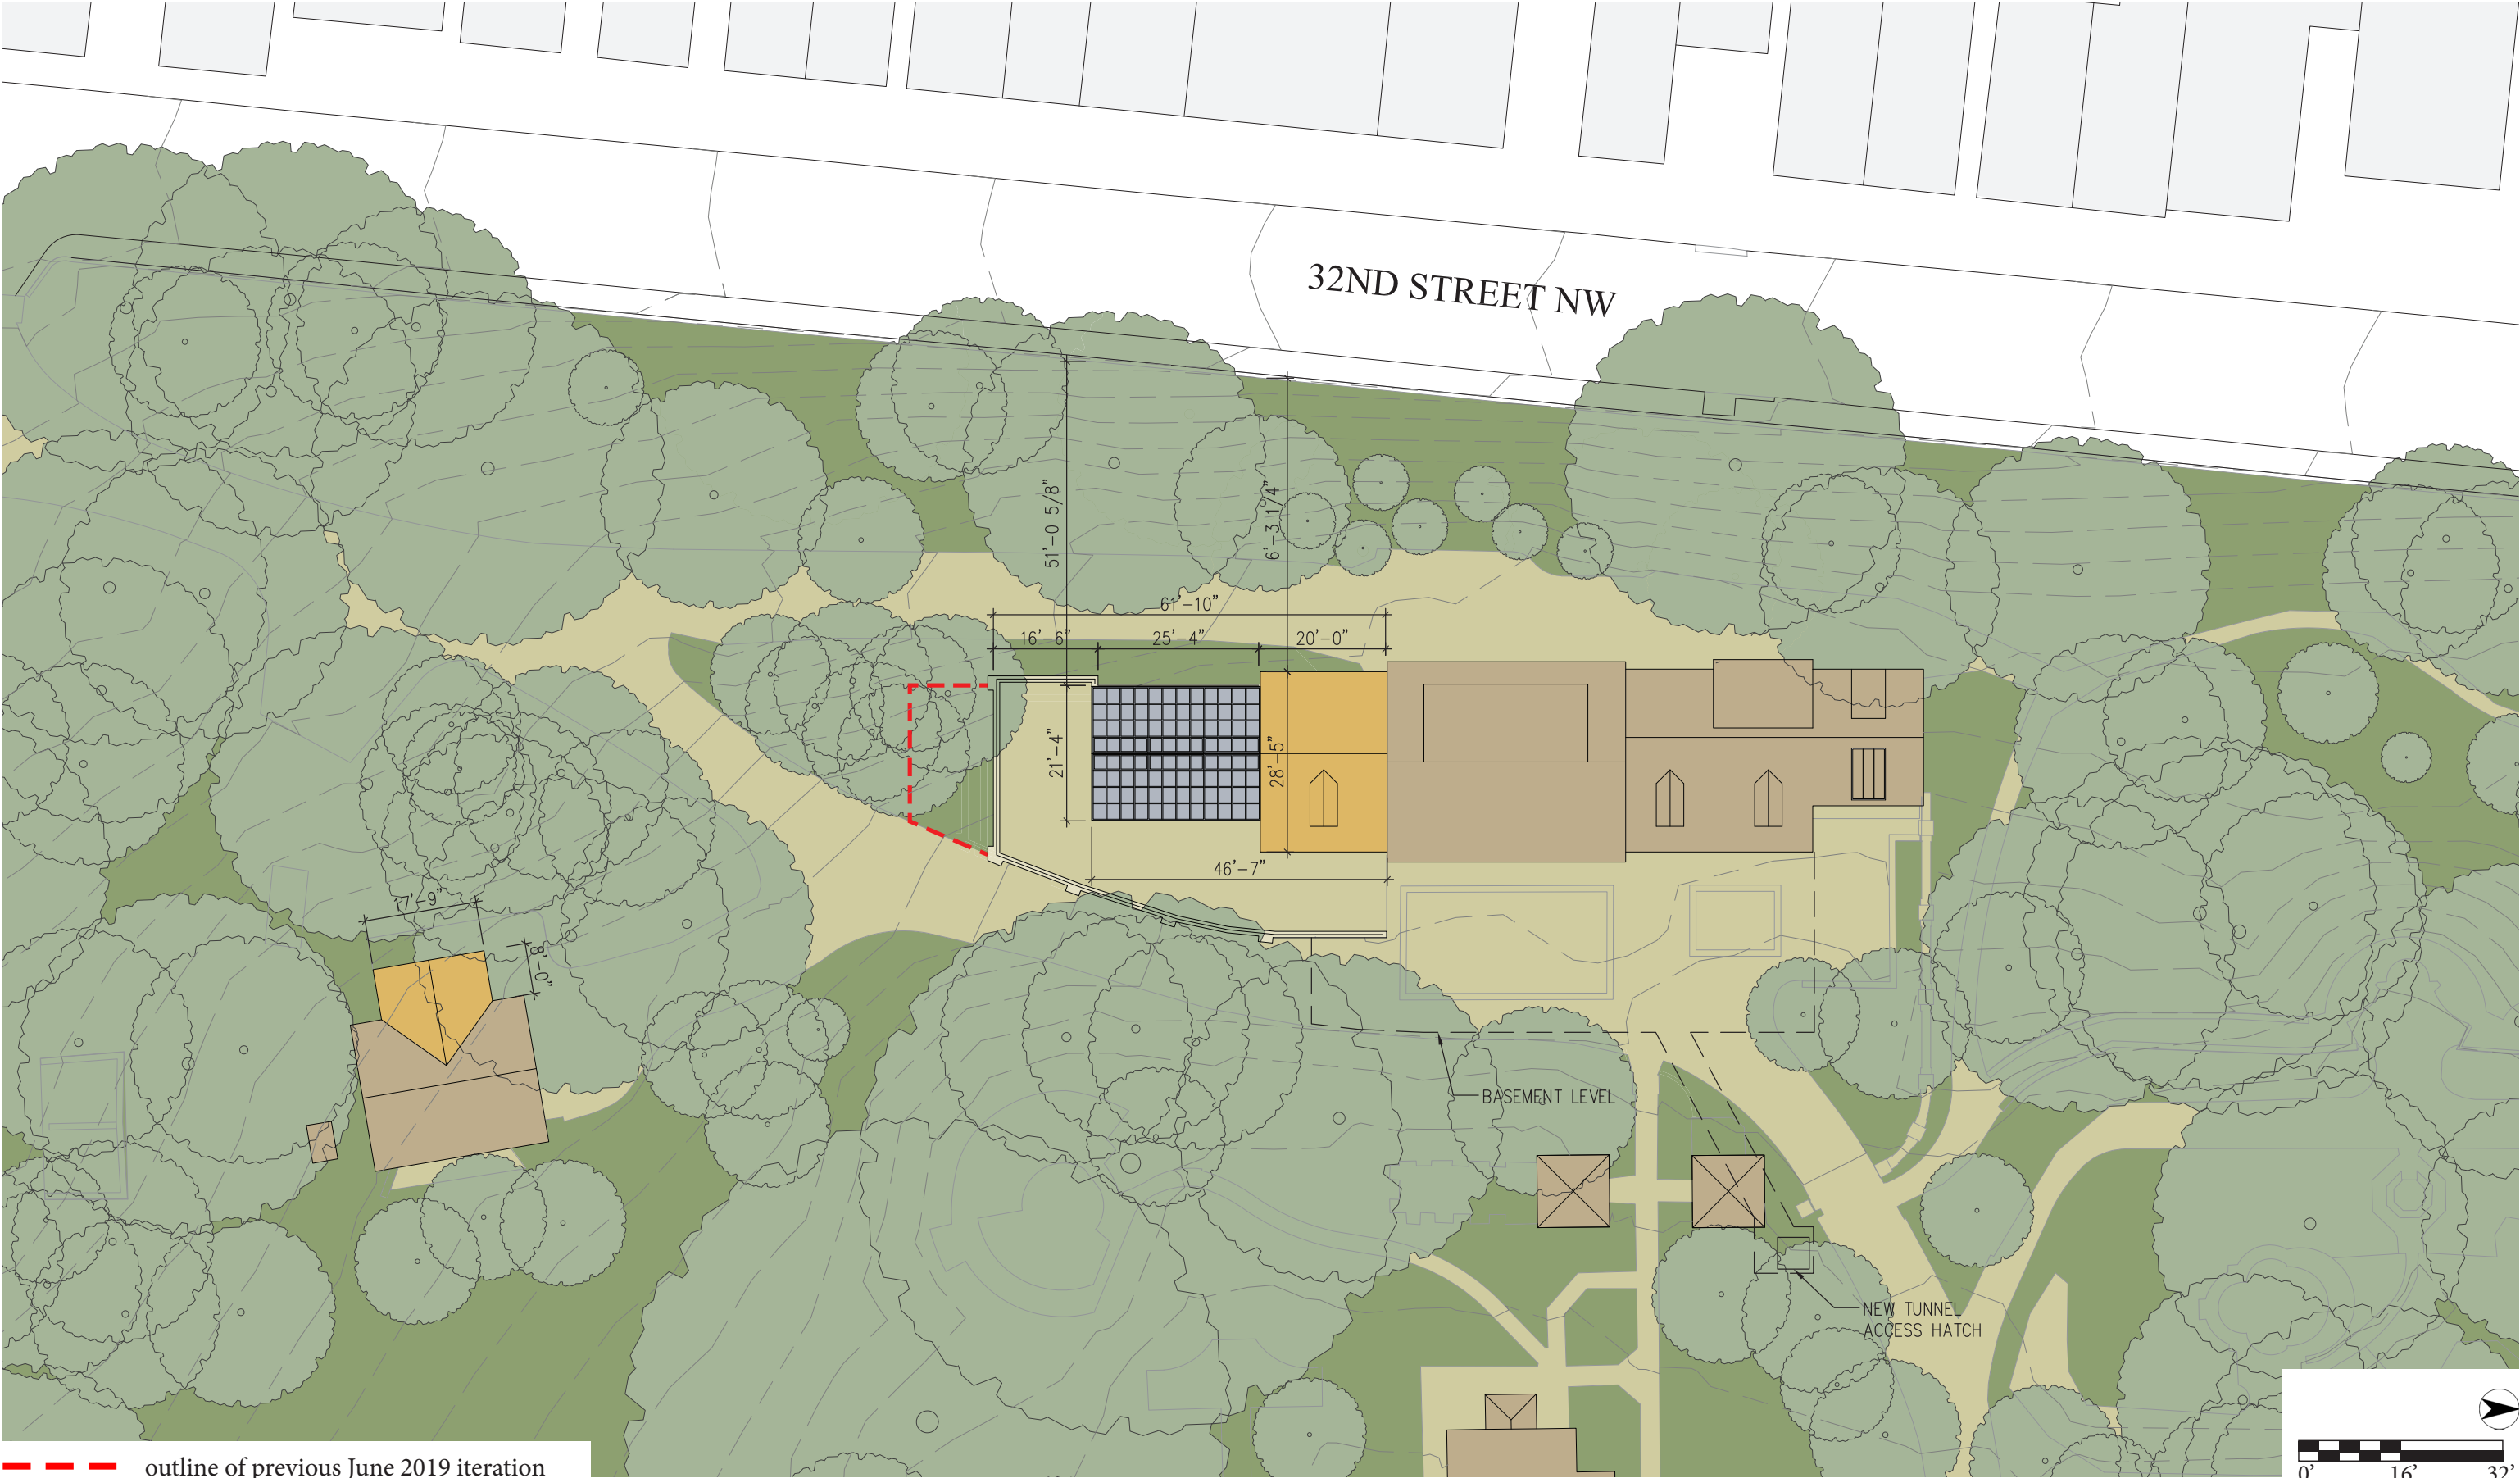 32ND STREET NW
51'-0 5/8"
6'-3 1/4"
61'-10"
16'-6"
25'-4"
20'-0"
21'-4"
28'-5"
46'-7"
17'-9"
8'-0"
BASEMENT LEVEL
NEW TUNNEL
ACCESS HATCH
outline of previous June 2019 iteration
0' 16' 32'